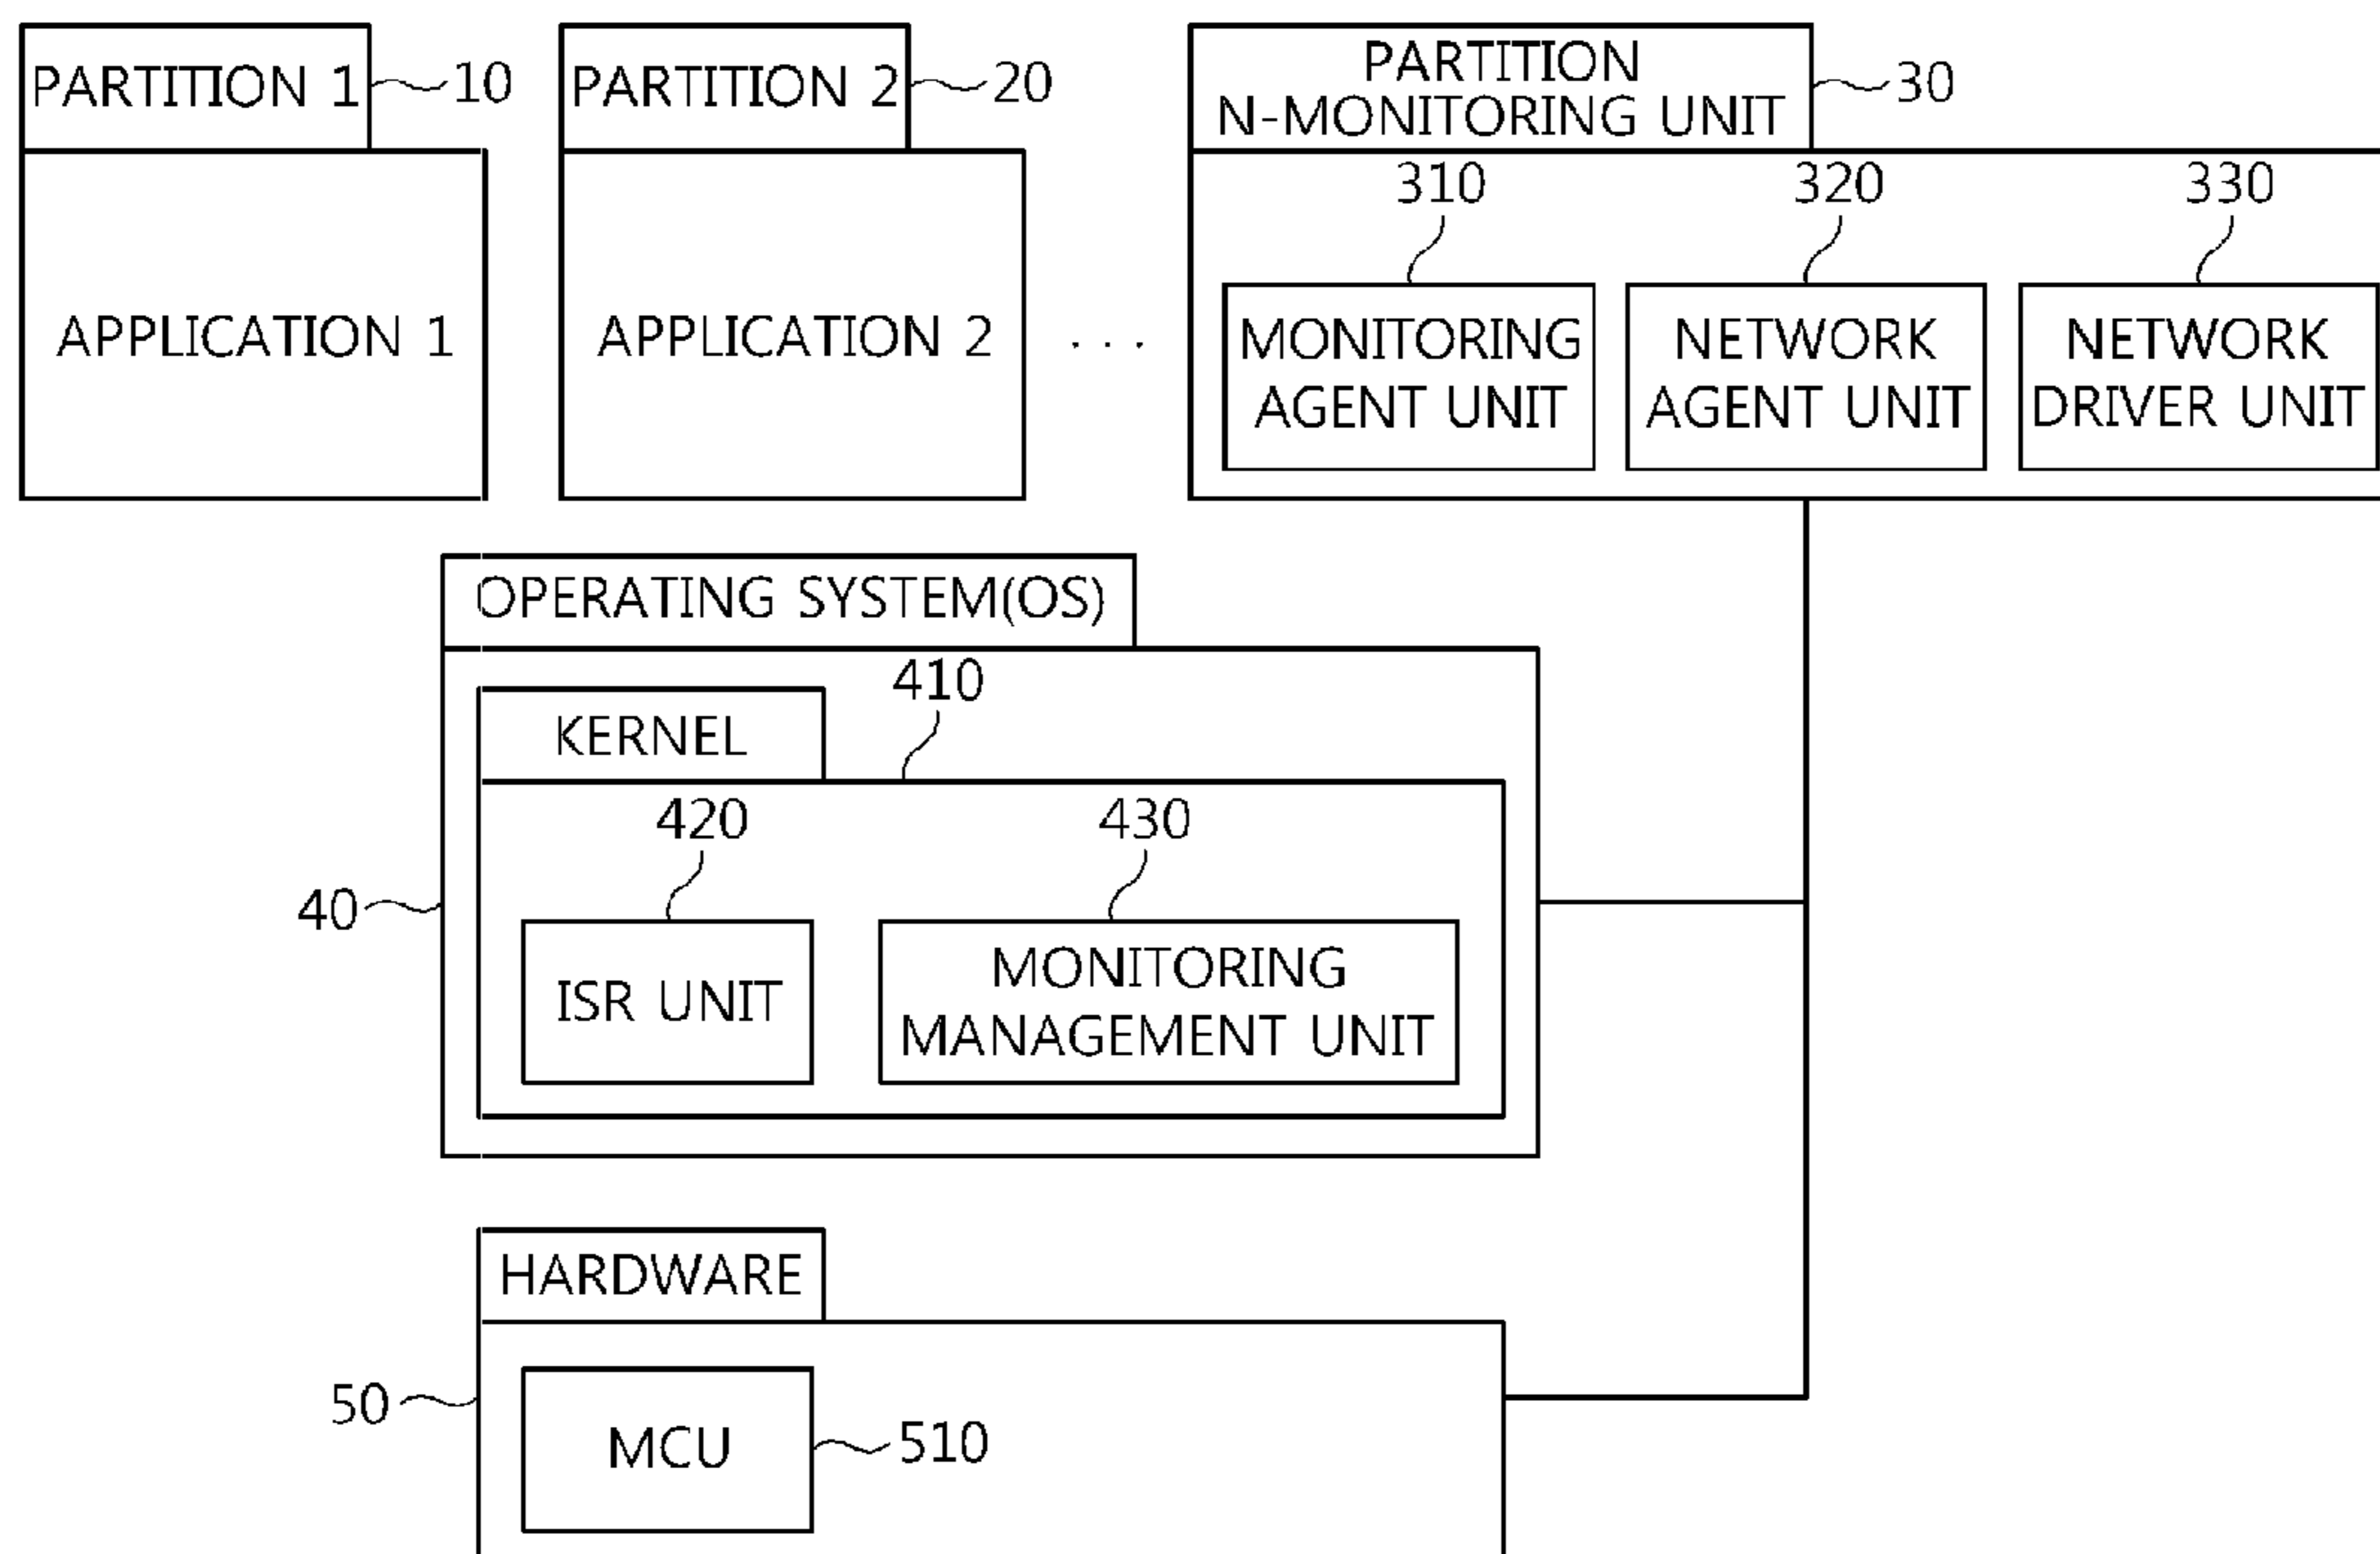 PARTITION 1
10
PARTITION 2
20
PARTITION
N-MONITORING UNIT
30
APPLICATION 1
APPLICATION 2
. . .
310
320
330
MONITORING
AGENT UNIT
NETWORK
AGENT UNIT
NETWORK
DRIVER UNIT
OPERATING SYSTEM(OS)
410
KERNEL
420
430
40
ISR UNIT
MONITORING
MANAGEMENT UNIT
HARDWARE
50
MCU
510